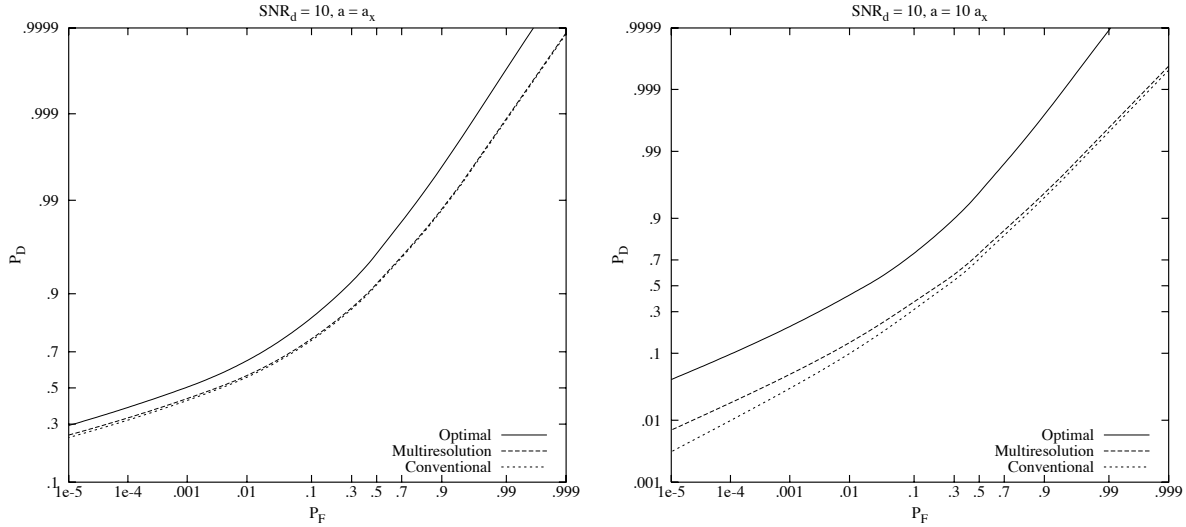 SNR_d = 10, a = a_x
.9999
.999
.99
.9
.7
.5
.3
.1
P_D
Optimal
Multiresolution
Conventional
1e-5 1e-4 .001 .01 .1 .3 .5 .7 .9 .99 .999
P_F
SNR_d = 10, a = 10 a_x
.9999
.999
.99
.9
.7
.5
.3
.1
.01
.001
P_D
Optimal
Multiresolution
Conventional
1e-5 1e-4 .001 .01 .1 .3 .5 .7 .9 .99 .999
P_F